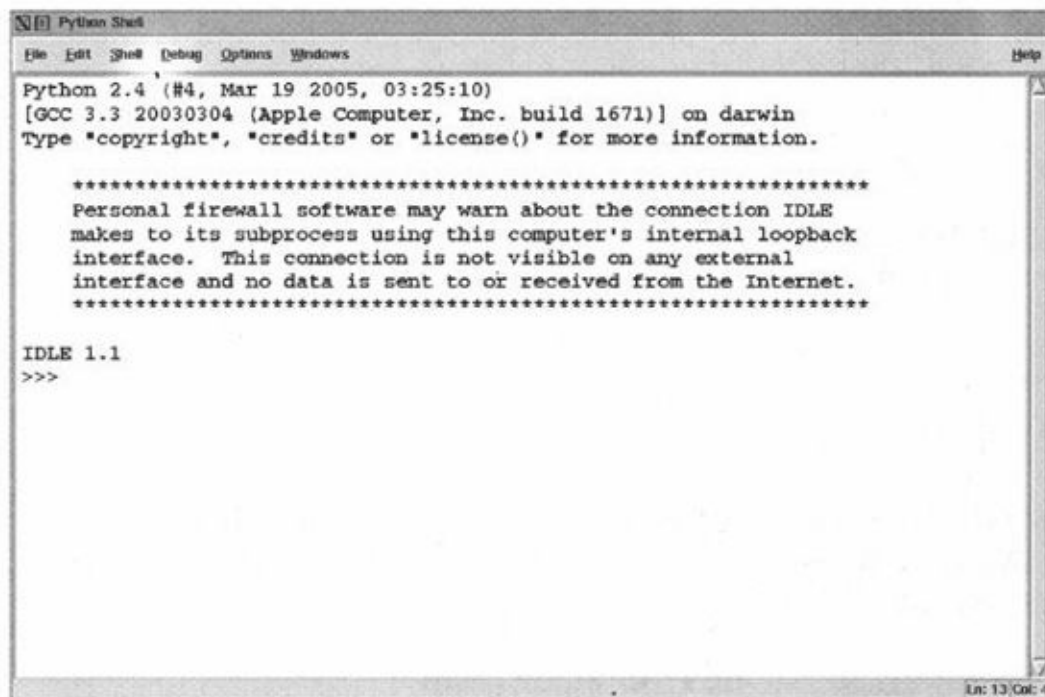 Python Shell
File Edit Shell Debug Options Windows Help
Python 2.4 (#4, Mar 19 2005, 03:25:10)
[GCC 3.3 20030304 (Apple Computer, Inc. build 1671)] on darwin
Type "copyright", "credits" or "license()" for more information.
****************************************************************
Personal firewall software may warn about the connection IDLE
makes to its subprocess using this computer's internal loopback
interface.  This connection is not visible on any external
interface and no data is sent to or received from the Internet.
****************************************************************
IDLE 1.1
>>>
Ln: 13 Col: